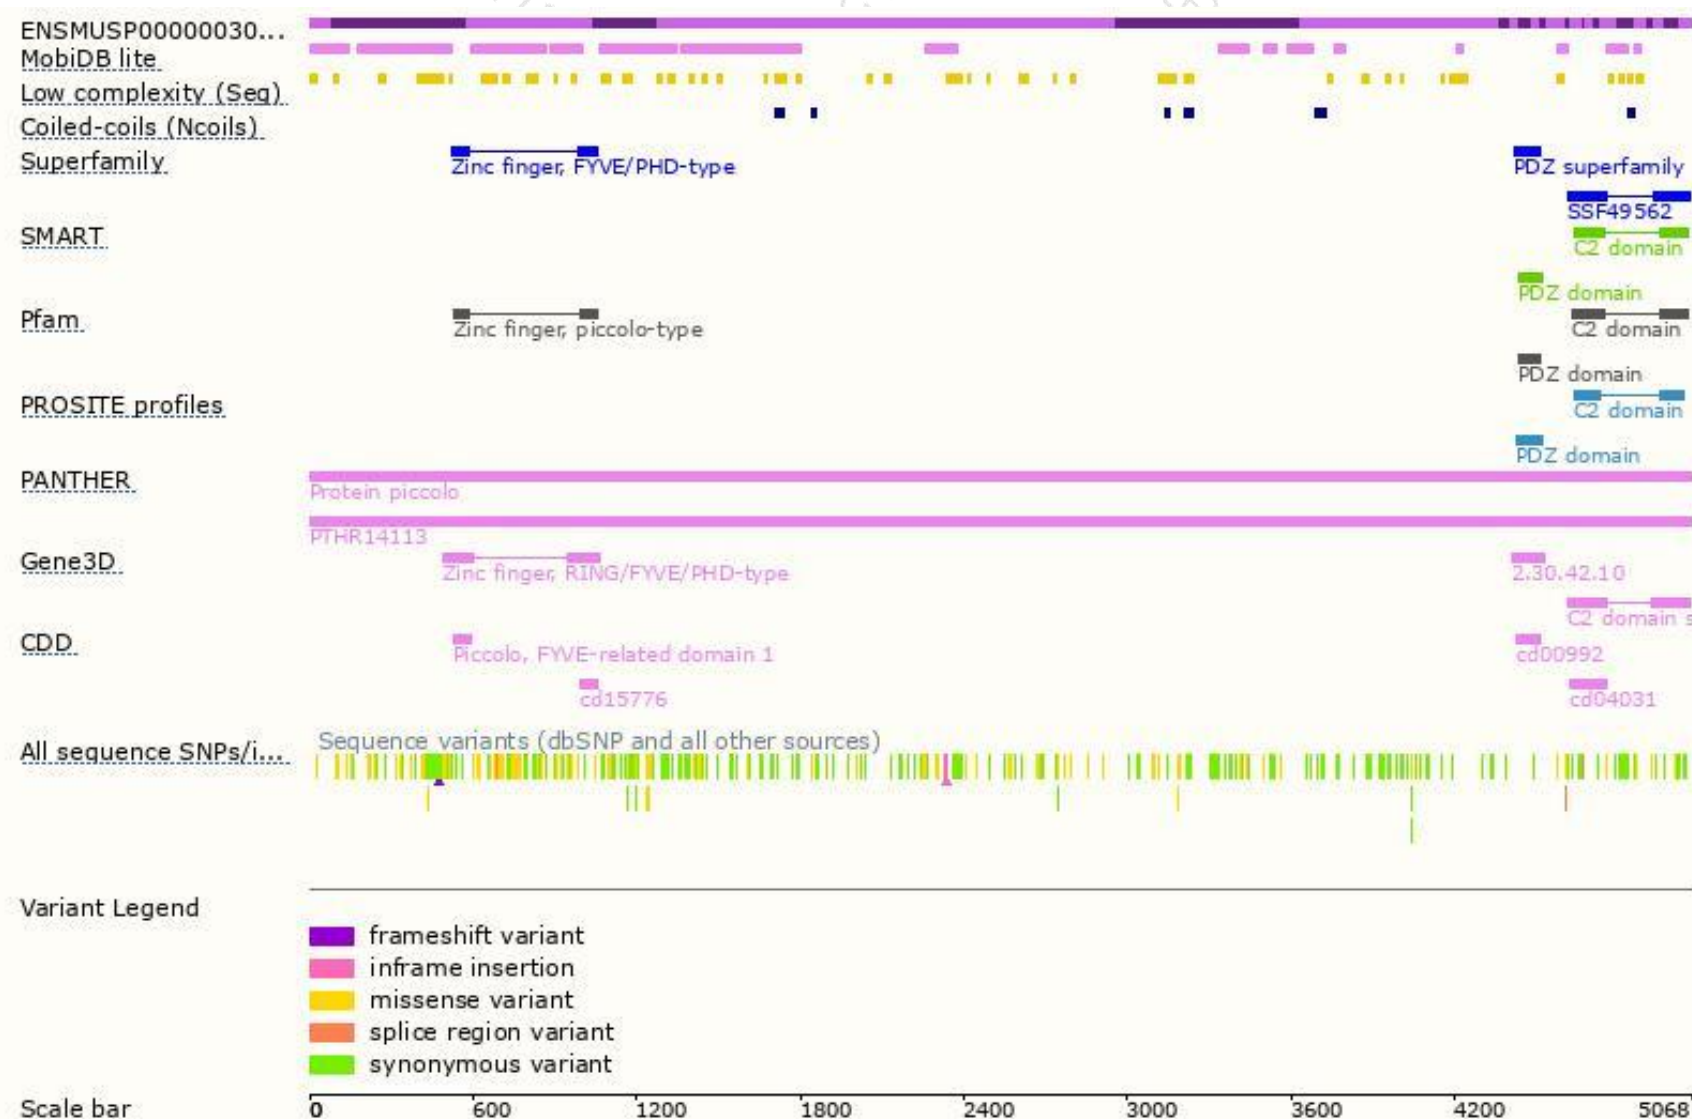 ENSMUSP00000030...
MobiDB lite
Low complexity (Seg)
Coiled-coils (Ncoils)
Superfamily
Zinc finger, FYVE/PHD-type
PDZ superfamily
SSF49562
SMART
C2 domain
PDZ domain
Pfam
Zinc finger, piccolo-type
C2 domain
PDZ domain
PROSITE profiles
C2 domain
PDZ domain
PANTHER
Protein piccolo
PTHR14113
Gene3D
Zinc finger, RING/FYVE/PHD-type
2.30.42.10
C2 domain s
CDD
Piccolo, FYVE-related domain 1
cd00992
cd15776
cd04031
All sequence SNPs/i...
Sequence variants (dbSNP and all other sources)
Variant Legend
frameshift variant
inframe insertion
missense variant
splice region variant
synonymous variant
Scale bar
0 600 1200 1800 2400 3000 3600 4200 5068